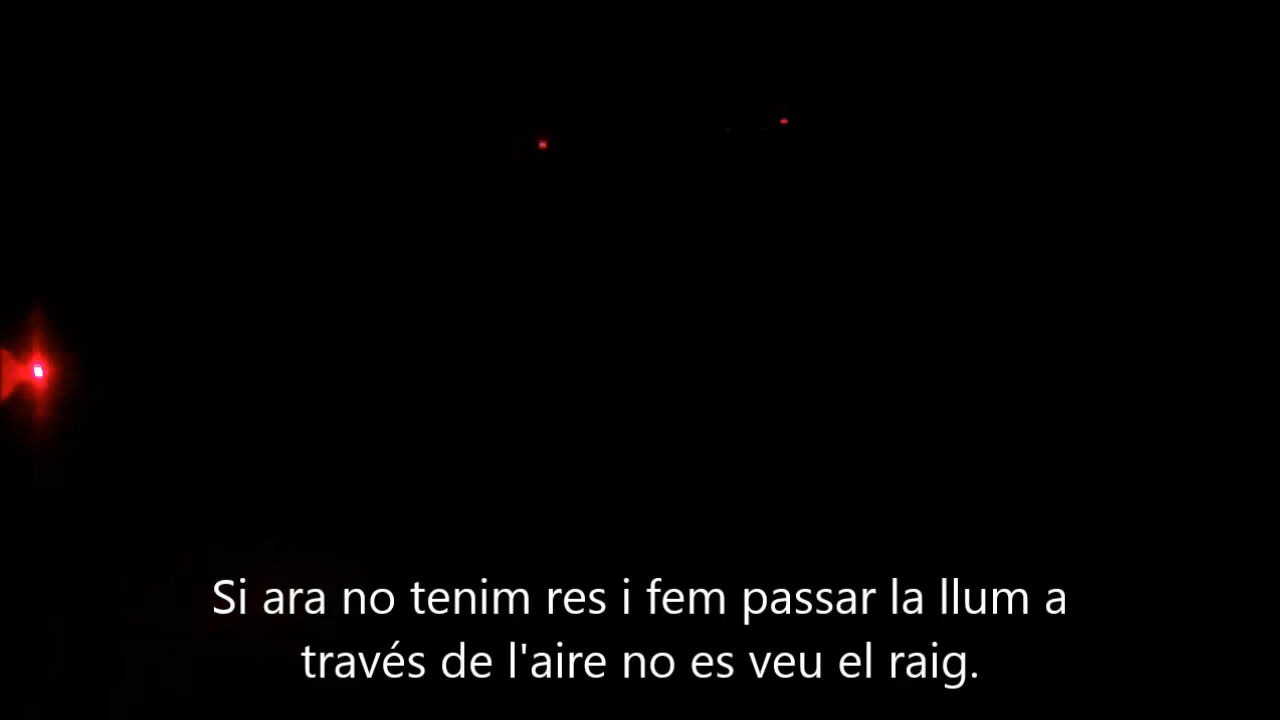 Si ara no tenim res i fem passar la llum a
través de l'aire no es veu el raig.